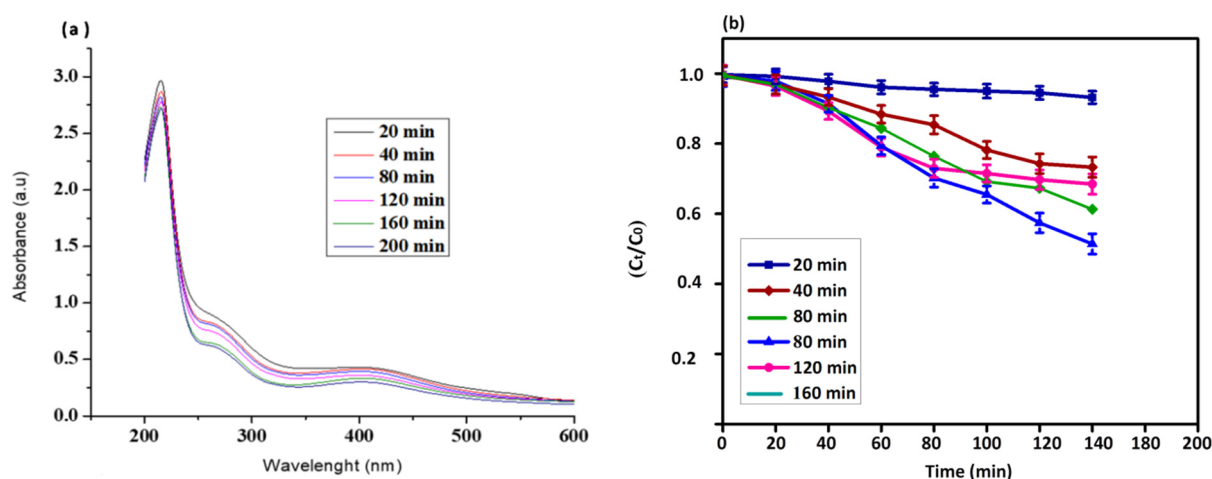 (a)
3.0
2.5
2.0
1.5
1.0
0.5
0.0
Absorbance (a.u)
200
300
400
500
600
Wavelenght (nm)
20 min
40 min
80 min
120 min
160 min
200 min
(b)
1.0
0.8
0.6
0.4
0.2
(Ct/C0)
0
20
40
60
80
100
120
140
180
200
Time (min)
20 min
40 min
80 min
80 min
120 min
160 min